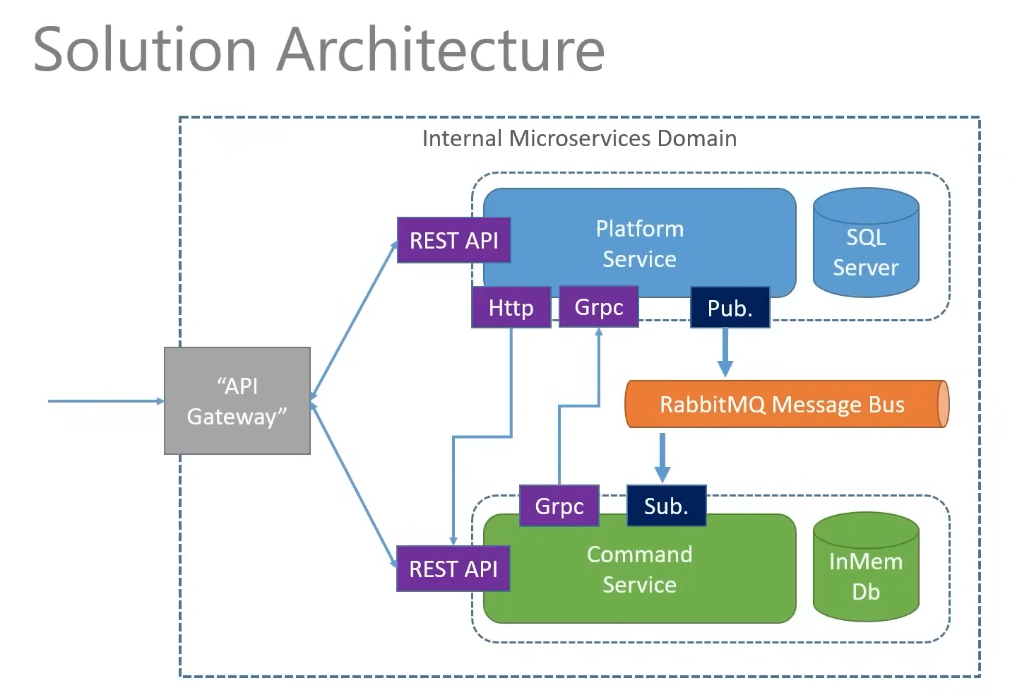 Solution Architecture
Internal Microservices Domain
REST API
Platform
Service
SQL
Server
Http
Grpc
Pub.
“API
Gateway”
RabbitMQ Message Bus
Grpc
Sub.
REST API
Command
Service
InMem
Db